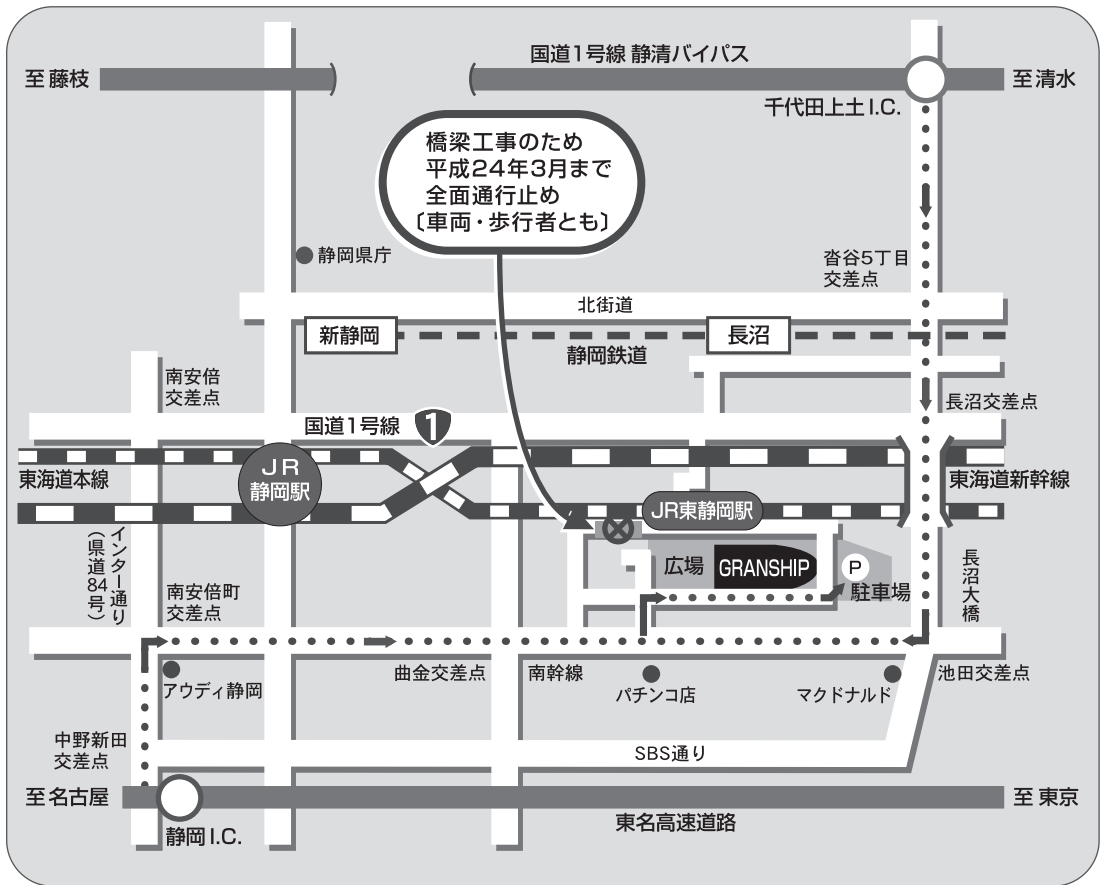 国道1号線 静清バイパス
至 藤枝
至 清水
千代田上土I.C.
橋梁工事のため
平成24年3月まで
全面通行止め
〔車両・歩行者とも〕
静岡県庁
沓谷5丁目
交差点
北街道
新静岡
長沼
静岡鉄道
南安倍
交差点
長沼交差点
国道1号線
1
東海道本線
JR
静岡駅
東海道新幹線
JR東静岡駅
インター通り
(県道84号)
広場
GRANSHIP
P
駐車場
長沼大橋
南安倍町
交差点
アウディ静岡
曲金交差点
南幹線
パチンコ店
マクドナルド
池田交差点
中野新田
交差点
SBS通り
至 名古屋
至 東京
静岡I.C.
東名高速道路